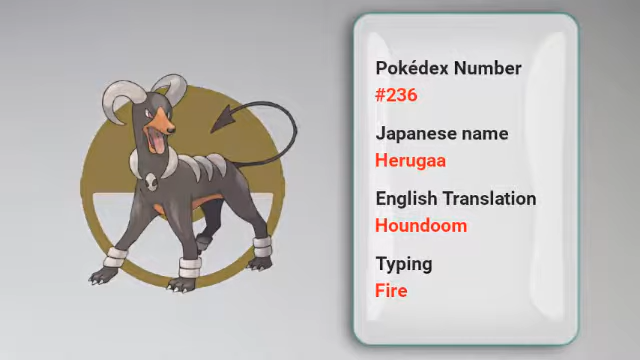 Pokédex Number
#236
Japanese name
Herugaa
English Translation
Houndoom
Typing
Fire